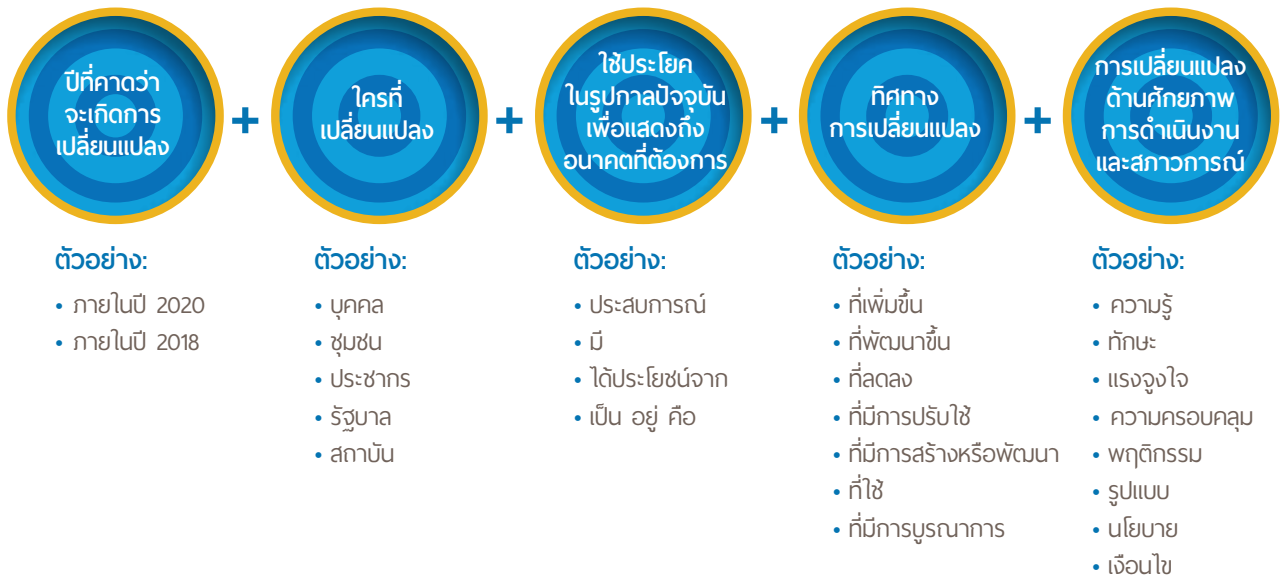 ปีที่คาดว่า
จะเกิดการ
เปลี่ยนแปลง
+
ใครที่
เปลี่ยนแปลง
+
ใช้ประโยค
ในรูปกาลปัจจุบัน
เพื่อแสดงถึง
อนาคตที่ต้องการ
+
ทิศทาง
การเปลี่ยนแปลง
+
การเปลี่ยนแปลง
ด้านศักยภาพ
การดำเนินงาน
และสภาวการณ์
ตัวอย่าง:
• ภายในปี 2020
• ภายในปี 2018
ตัวอย่าง:
• บุคคล
• ชุมชน
• ประชากร
• รัฐบาล
• สถาบัน
ตัวอย่าง:
• ประสบการณ์
• มี
• ได้ประโยชน์จาก
• เป็น อยู่ คือ
ตัวอย่าง:
• ที่เพิ่มขึ้น
• ที่พัฒนาขึ้น
• ที่ลดลง
• ที่มีการปรับใช้
• ที่มีการสร้างหรือพัฒนา
• ที่ใช้
• ที่มีการบูรณาการ
ตัวอย่าง:
• ความรู้
• ทักษะ
• แรงจูงใจ
• ความครอบคลุม
• พฤติกรรม
• รูปแบบ
• นโยบาย
• เงือนไข